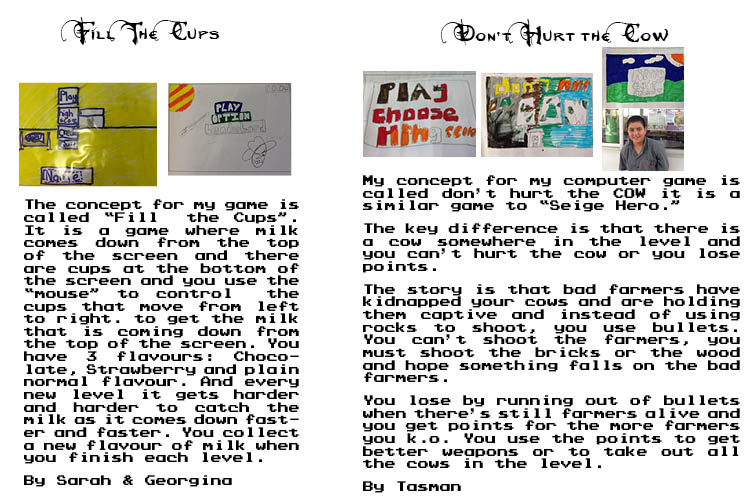 Fill The Cups
Play
high
Name
PLAY
OPTION
The concept for my game is
called “Fill the Cups”.
It is a game where milk
comes down from the top
of the screen and there
are cups at the bottom of
the screen and you use the
“mouse” to control the
cups that move from left
to right. to get the milk
that is coming down from
the top of the screen. You
have 3 flavours: Choco-
late, Strawberry and plain
normal flavour. And every
new level it gets harder
and harder to catch the
milk as it comes down fast-
er and faster. You collect
a new flavour of milk when
you finish each level.
By Sarah & Georgina
Don't Hurt the Cow
PLAY
CHOOSE
don't
My concept for my computer game is
called don't hurt the COW it is a
similar game to “Seige Hero.”
The key difference is that there is
a cow somewhere in the level and
you can't hurt the cow or you lose
points.
The story is that bad farmers have
kidnapped your cows and are holding
them captive and instead of using
rocks to shoot, you use bullets.
You can't shoot the farmers, you
must shoot the bricks or the wood
and hope something falls on the bad
farmers.
You lose by running out of bullets
when there's still farmers alive and
you get points for the more farmers
you k.o. You use the points to get
better weapons or to take out all
the cows in the level.
By Tasman